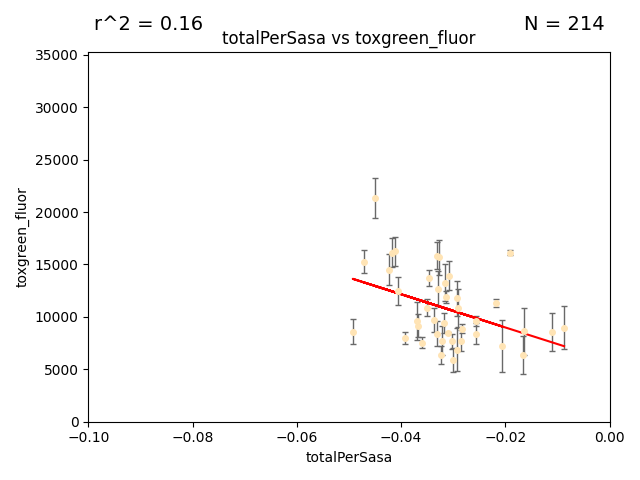 r^2 = 0.16
N = 214
totalPerSasa vs toxgreen_fluor
35000
30000
25000
20000
15000
10000
5000
0
toxgreen_fluor
−0.10
−0.08
−0.06
−0.04
−0.02
0.00
totalPerSasa